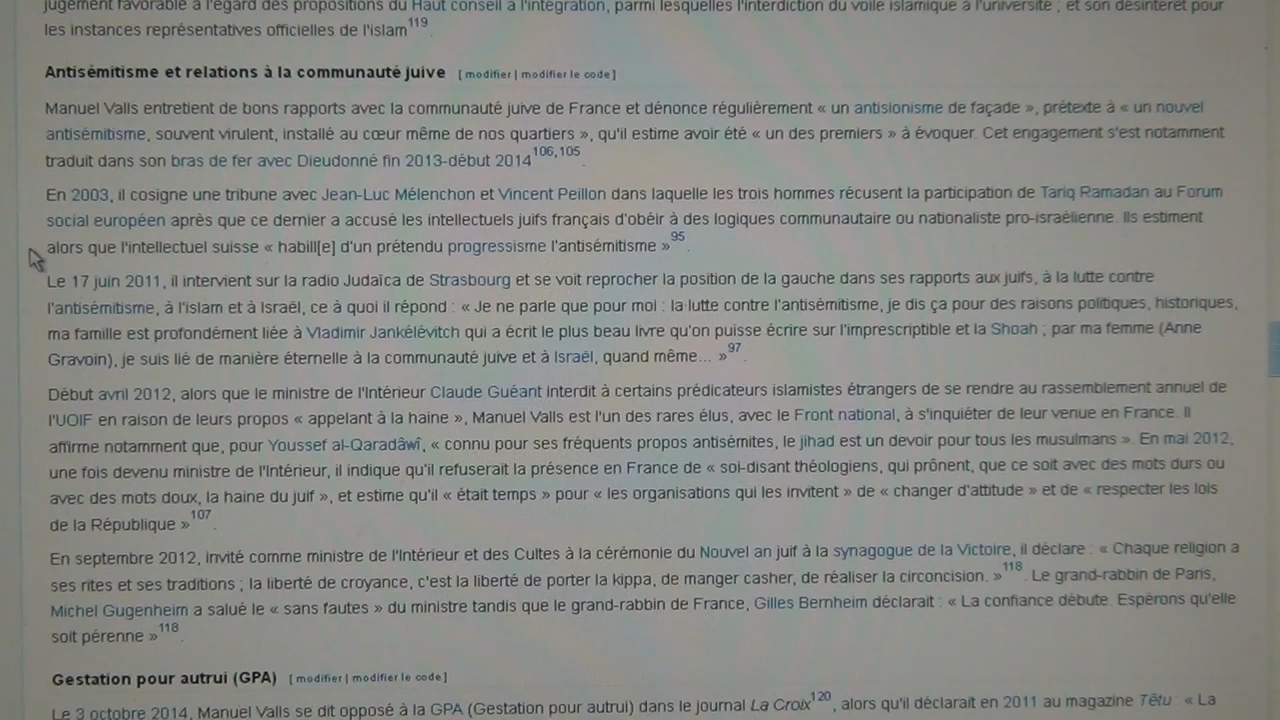 jugement favorable à l'égard des propositions du Haut conseil à l'intégration, parmi lesquelles l'interdiction du voile islamique à l'université ; et son désintérêt pour
les instances représentatives officielles de l'islam119.
Antisémitisme et relations à la communauté juive [ modifier | modifier le code ]
Manuel Valls entretient de bons rapports avec la communauté juive de France et dénonce régulièrement « un antisionisme de façade », prétexte à « un nouvel
antisémitisme, souvent virulent, installé au cœur même de nos quartiers », qu'il estime avoir été « un des premiers » à évoquer. Cet engagement s'est notamment
traduit dans son bras de fer avec Dieudonné fin 2013-début 2014106,105.
En 2003, il cosigne une tribune avec Jean-Luc Mélenchon et Vincent Peillon dans laquelle les trois hommes récusent la participation de Tariq Ramadan au Forum
social européen après que ce dernier a accusé les intellectuels juifs français d'obéir à des logiques communautaire ou nationaliste pro-israélienne. Ils estiment
alors que l'intellectuel suisse « habill[e] d'un prétendu progressisme l'antisémitisme »95.
Le 17 juin 2011, il intervient sur la radio Judaïca de Strasbourg et se voit reprocher la position de la gauche dans ses rapports aux juifs, à la lutte contre
l'antisémitisme, à l'islam et à Israël, ce à quoi il répond : « Je ne parle que pour moi : la lutte contre l'antisémitisme, je dis ça pour des raisons politiques, historiques,
ma famille est profondément liée à Vladimir Jankélévitch qui a écrit le plus beau livre qu'on puisse écrire sur l'imprescriptible et la Shoah ; par ma femme (Anne
Gravoin), je suis lié de manière éternelle à la communauté juive et à Israël, quand même... »97.
Début avril 2012, alors que le ministre de l'Intérieur Claude Guéant interdit à certains prédicateurs islamistes étrangers de se rendre au rassemblement annuel de
l'UOIF en raison de leurs propos « appelant à la haine », Manuel Valls est l'un des rares élus, avec le Front national, à s'inquiéter de leur venue en France. Il
affirme notamment que, pour Youssef al-Qaradâwî, « connu pour ses fréquents propos antisémites, le jihad est un devoir pour tous les musulmans ». En mai 2012,
une fois devenu ministre de l'Intérieur, il indique qu'il refuserait la présence en France de « soi-disant théologiens, qui prônent, que ce soit avec des mots durs ou
avec des mots doux, la haine du juif », et estime qu'il « était temps » pour « les organisations qui les invitent » de « changer d'attitude » et de « respecter les lois
de la République »107.
En septembre 2012, invité comme ministre de l'Intérieur et des Cultes à la cérémonie du Nouvel an juif à la synagogue de la Victoire, il déclare : « Chaque religion a
ses rites et ses traditions ; la liberté de croyance, c'est la liberté de porter la kippa, de manger casher, de réaliser la circoncision. »118. Le grand-rabbin de Paris,
Michel Gugenheim a salué le « sans fautes » du ministre tandis que le grand-rabbin de France, Gilles Bernheim déclarait : « La confiance débute. Espérons qu'elle
soit pérenne »118.
Gestation pour autrui (GPA) [ modifier | modifier le code ]
Le 3 octobre 2014, Manuel Valls se dit opposé à la GPA (Gestation pour autrui) dans le journal La Croix120, alors qu'il déclarait en 2011 au magazine Têtu : « La